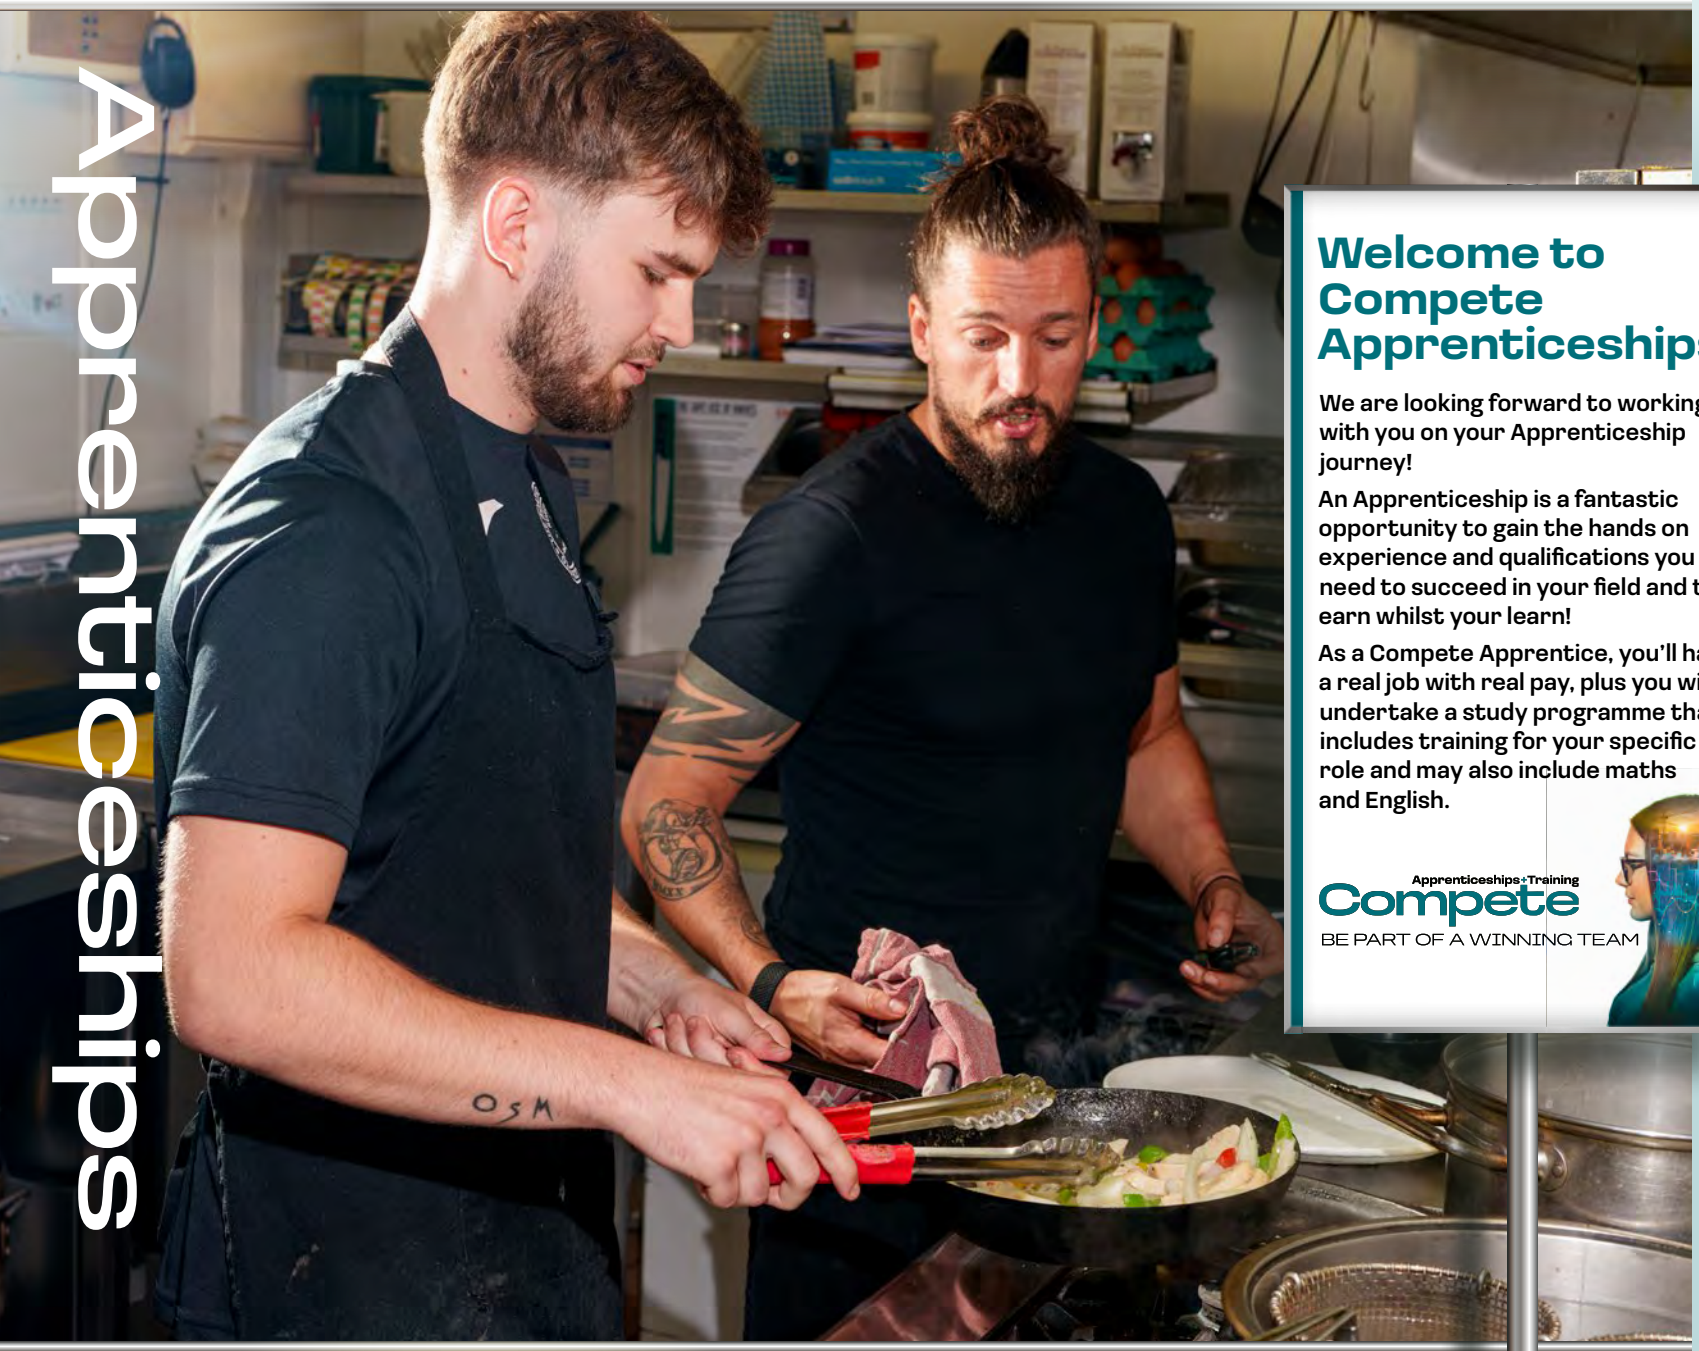 Apprenticeships
Welcome to
Compete
Apprenticeships
We are looking forward to working
with you on your Apprenticeship
journey!
An Apprenticeship is a fantastic
opportunity to gain the hands on
experience and qualifications you
need to succeed in your field and t
earn whilst your learn!
As a Compete Apprentice, you'll ha
a real job with real pay, plus you wi
undertake a study programme tha
includes training for your specific
role and may also include maths
and English.
Apprenticeships+Training
Compete
BE PART OF A WINNING TEAM
OSM